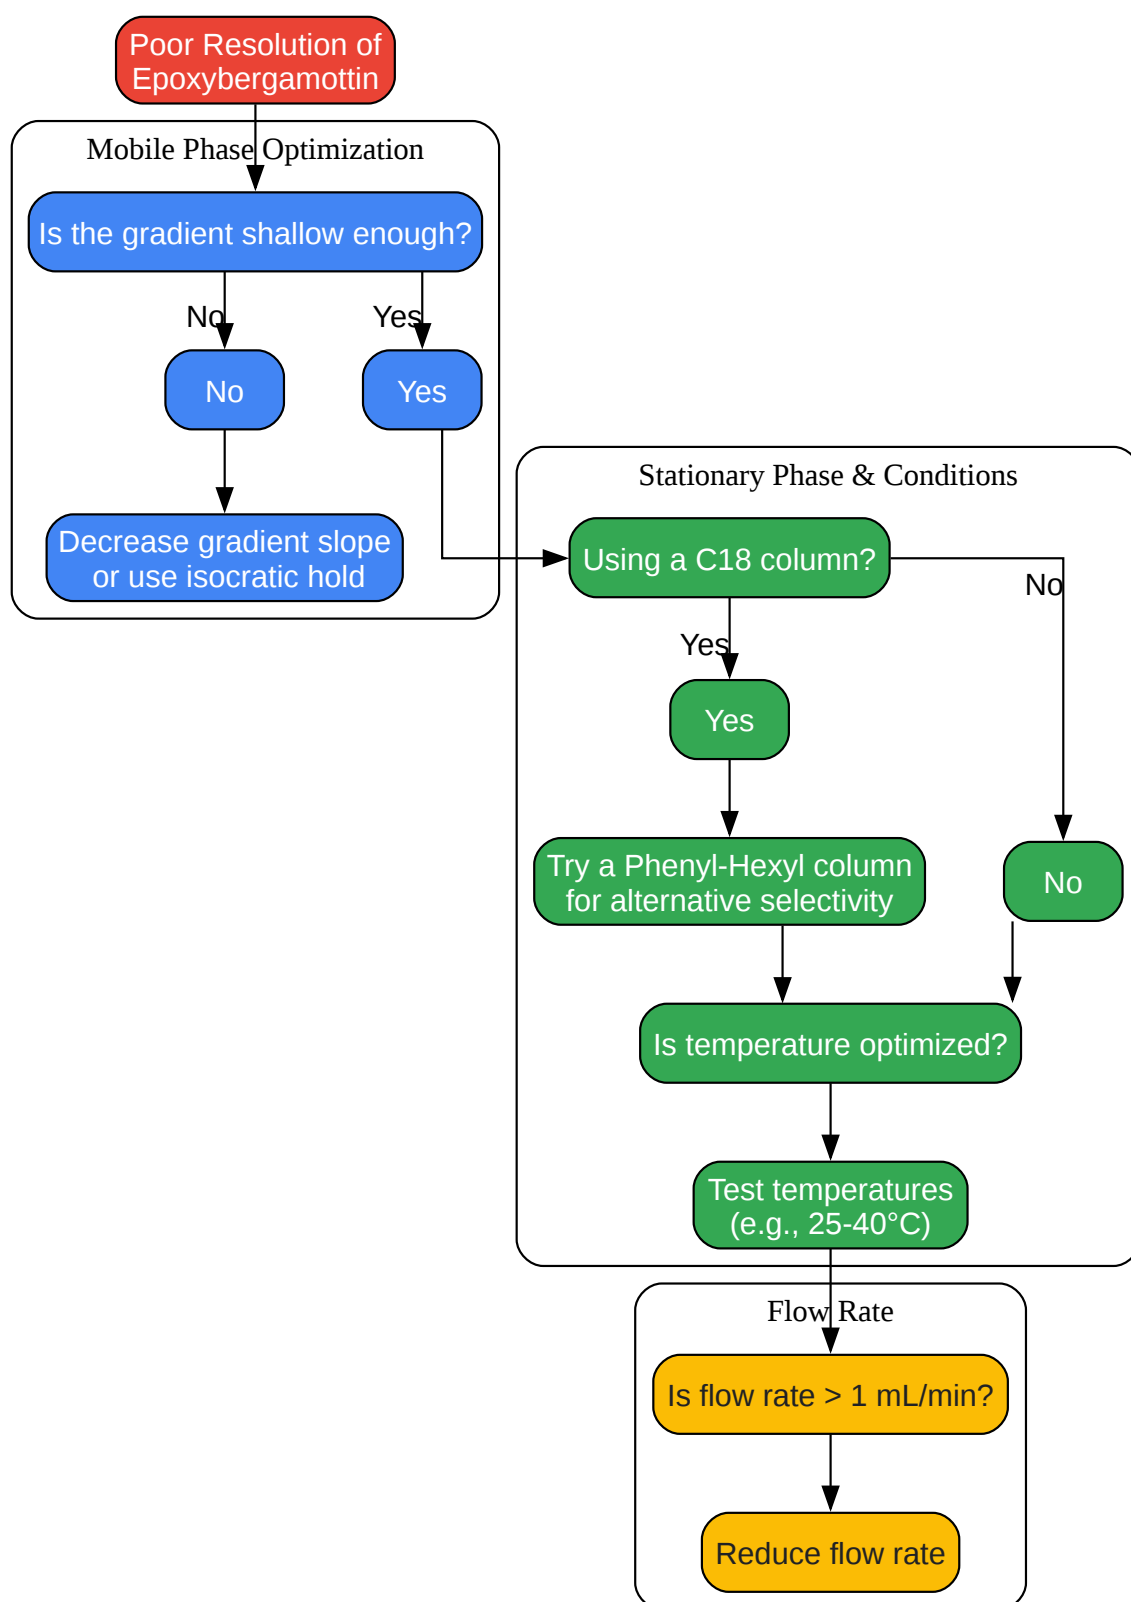 Poor Resolution of
Epoxybergamottin
Mobile Phase Optimization
Is the gradient shallow enough?
No
Yes
No
Yes
Decrease gradient slope
or use isocratic hold
Stationary Phase & Conditions
Using a C18 column?
No
Yes
Yes
Try a Phenyl-Hexyl column
for alternative selectivity
No
Is temperature optimized?
Test temperatures
(e.g., 25-40°C)
Flow Rate
Is flow rate > 1 mL/min?
Reduce flow rate